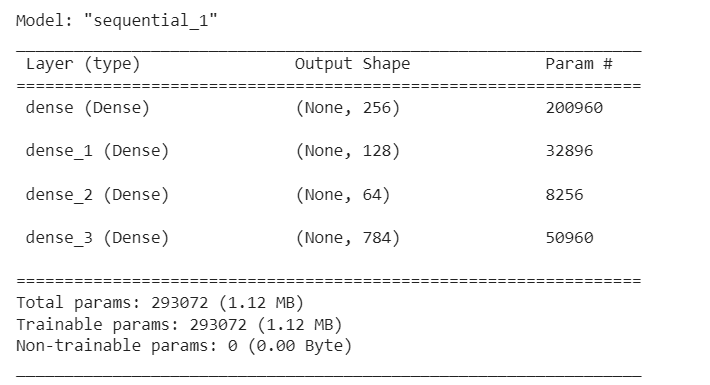 Model: "sequential_1"
Layer (type) Output Shape Param #
dense (Dense) (None, 256) 200960
dense_1 (Dense) (None, 128) 32896
dense_2 (Dense) (None, 64) 8256
dense_3 (Dense) (None, 784) 50960
Total params: 293072 (1.12 MB)
Trainable params: 293072 (1.12 MB)
Non-trainable params: 0 (0.00 Byte)